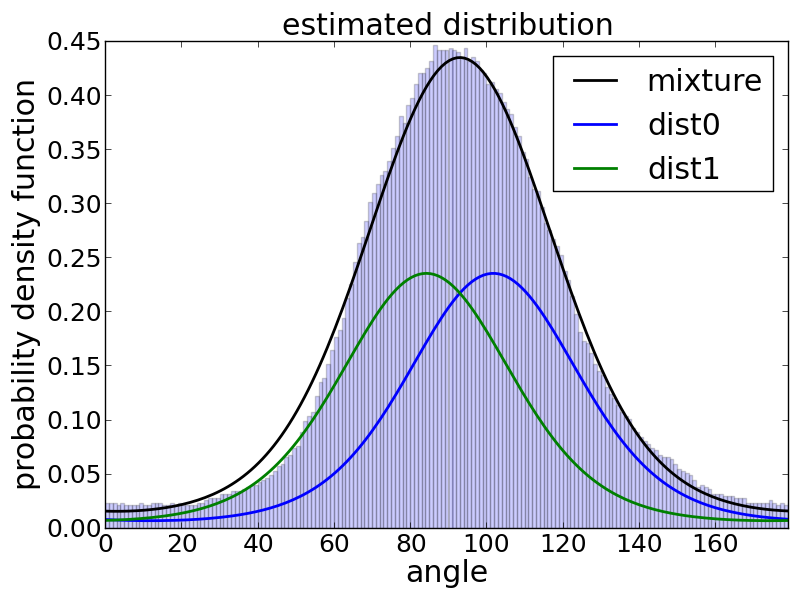 estimated distribution
probability density function
0.45
0.40
0.35
0.30
0.25
0.20
0.15
0.10
0.05
0.00
mixture
dist0
dist1
0 20 40 60 80 100 120 140 160
angle